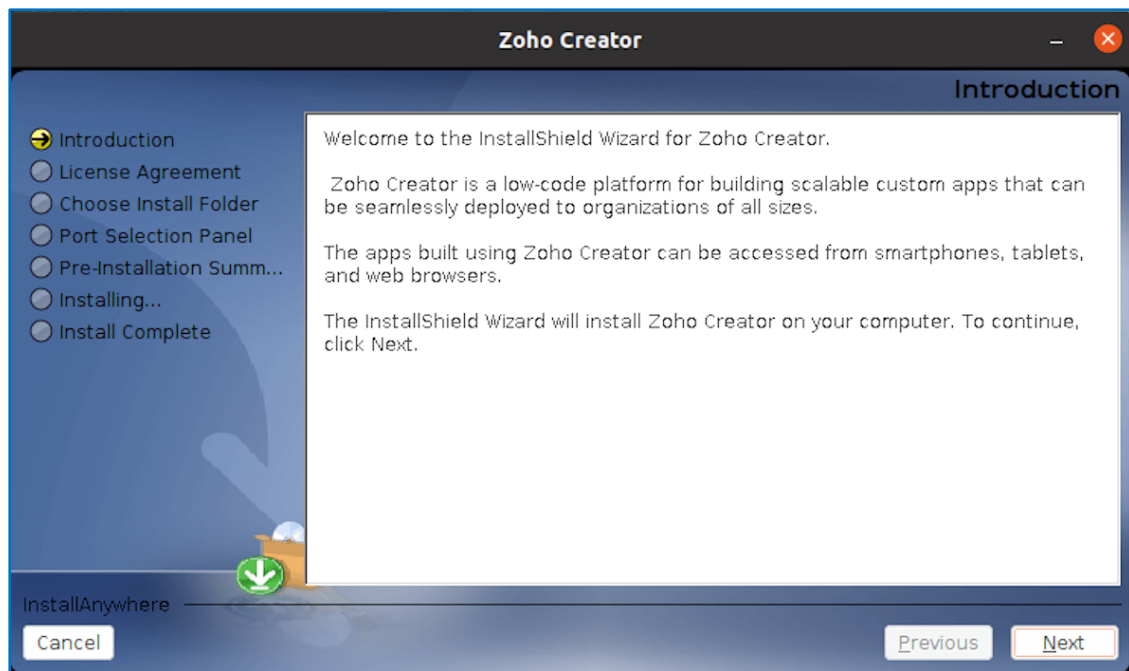 Zoho Creator
Introduction
Introduction
License Agreement
Choose Install Folder
Port Selection Panel
Pre-Installation Summ...
Installing...
Install Complete
Welcome to the InstallShield Wizard for Zoho Creator.
Zoho Creator is a low-code platform for building scalable custom apps that can
be seamlessly deployed to organizations of all sizes.
The apps built using Zoho Creator can be accessed from smartphones, tablets,
and web browsers.
The InstallShield Wizard will install Zoho Creator on your computer. To continue,
click Next.
InstallAnywhere
Cancel
Previous
Next